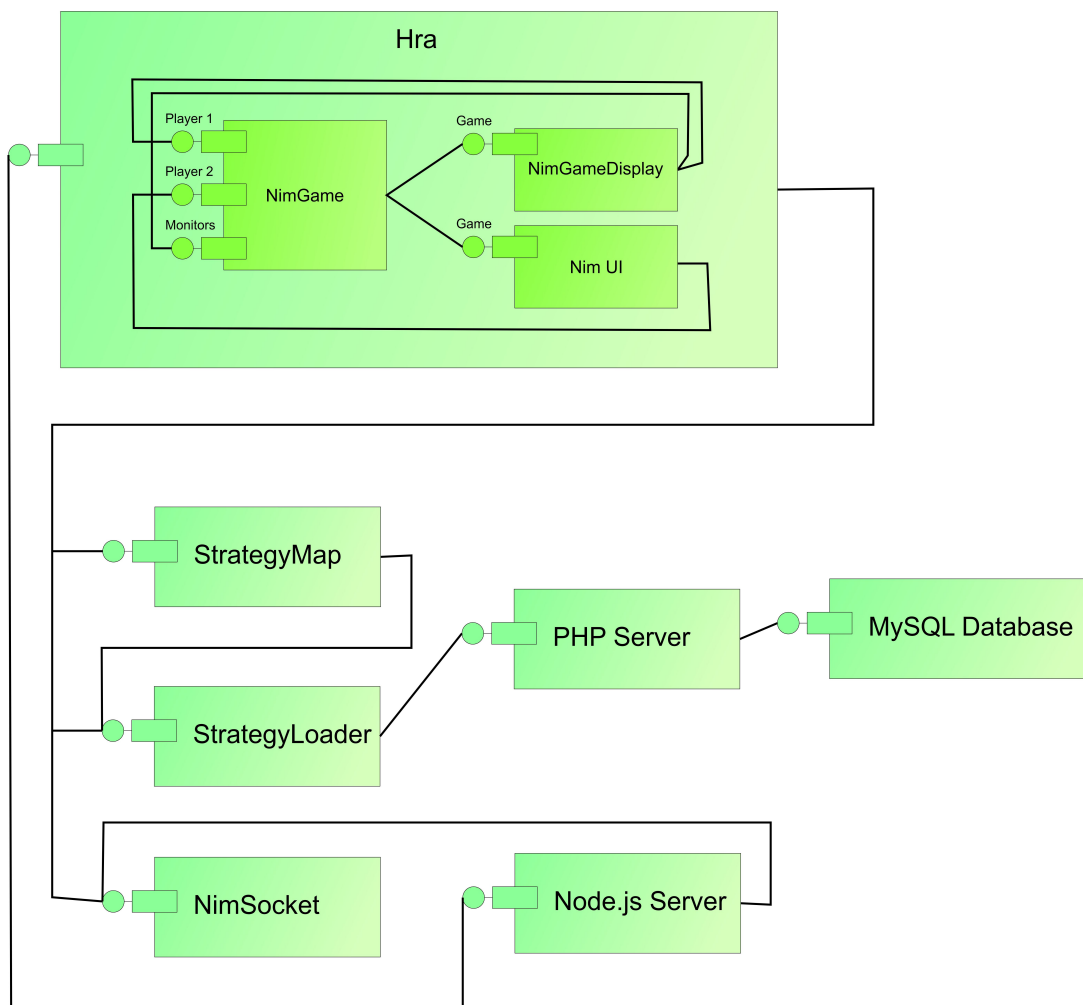 Hra
Player 1
Game
Player 2
NimGame
NimGameDisplay
Monitors
Game
Nim UI
StrategyMap
PHP Server
MySQL Database
StrategyLoader
NimSocket
Node.js Server